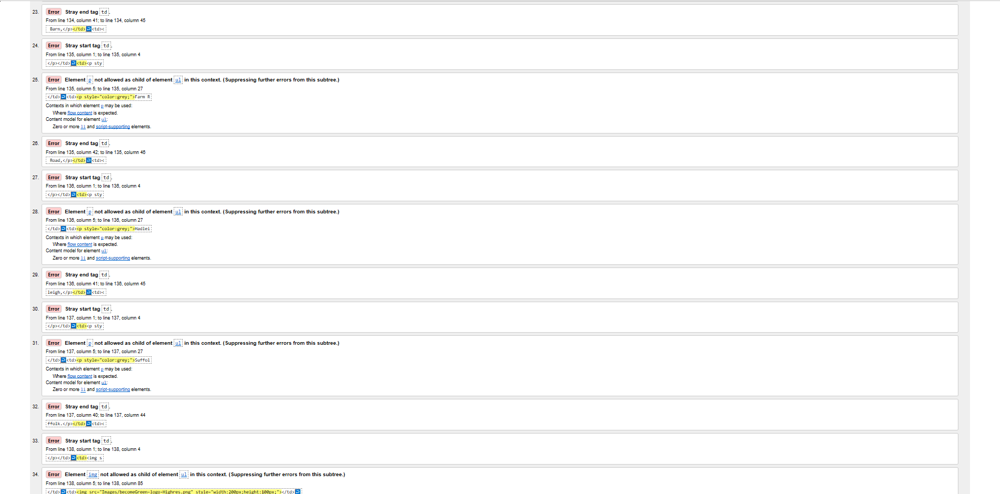 23. Error Stray end tag td.
From line 134, column 41; to line 134, column 45
Barn,</p></td>↩<td><
24. Error Stray start tag td.
From line 135, column 1; to line 135, column 4
</p></td>↩<td><p sty
25. Error Element p not allowed as child of element ul in this context. (Suppressing further errors from this subtree.)
From line 135, column 5; to line 135, column 27
</td>↩<td><p style="color:grey;">Farm R
Contexts in which element p may be used:
Where flow content is expected.
Content model for element ul:
Zero or more li and script-supporting elements.
26. Error Stray end tag td.
From line 135, column 42; to line 135, column 46
Road,</p></td>↩<td><
27. Error Stray start tag td.
From line 136, column 1; to line 136, column 4
</p></td>↩<td><p sty
28. Error Element p not allowed as child of element ul in this context. (Suppressing further errors from this subtree.)
From line 136, column 5; to line 136, column 27
</td>↩<td><p style="color:grey;">Hadlei
Contexts in which element p may be used:
Where flow content is expected.
Content model for element ul:
Zero or more li and script-supporting elements.
29. Error Stray end tag td.
From line 136, column 41; to line 136, column 45
leigh,</p></td>↩<td><
30. Error Stray start tag td.
From line 137, column 1; to line 137, column 4
</p></td>↩<td><p sty
31. Error Element p not allowed as child of element ul in this context. (Suppressing further errors from this subtree.)
From line 137, column 5; to line 137, column 27
</td>↩<td><p style="color:grey;">Suffol
Contexts in which element p may be used:
Where flow content is expected.
Content model for element ul:
Zero or more li and script-supporting elements.
32. Error Stray end tag td.
From line 137, column 40; to line 137, column 44
ffolk.</p></td>↩<td><
33. Error Stray start tag td.
From line 138, column 1; to line 138, column 4
</p></td>↩<td><img s
34. Error Element img not allowed as child of element ul in this context. (Suppressing further errors from this subtree.)
From line 138, column 5; to line 138, column 85
</td>↩<td><img src="Images/becomeGreen-logo-Highres.png" style="width:200px;height:100px;"></td>↩